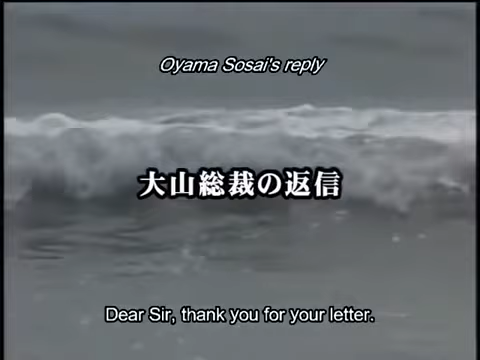 Oyama Sosai's reply
大山総裁の返信
Dear Sir, thank you for your letter.